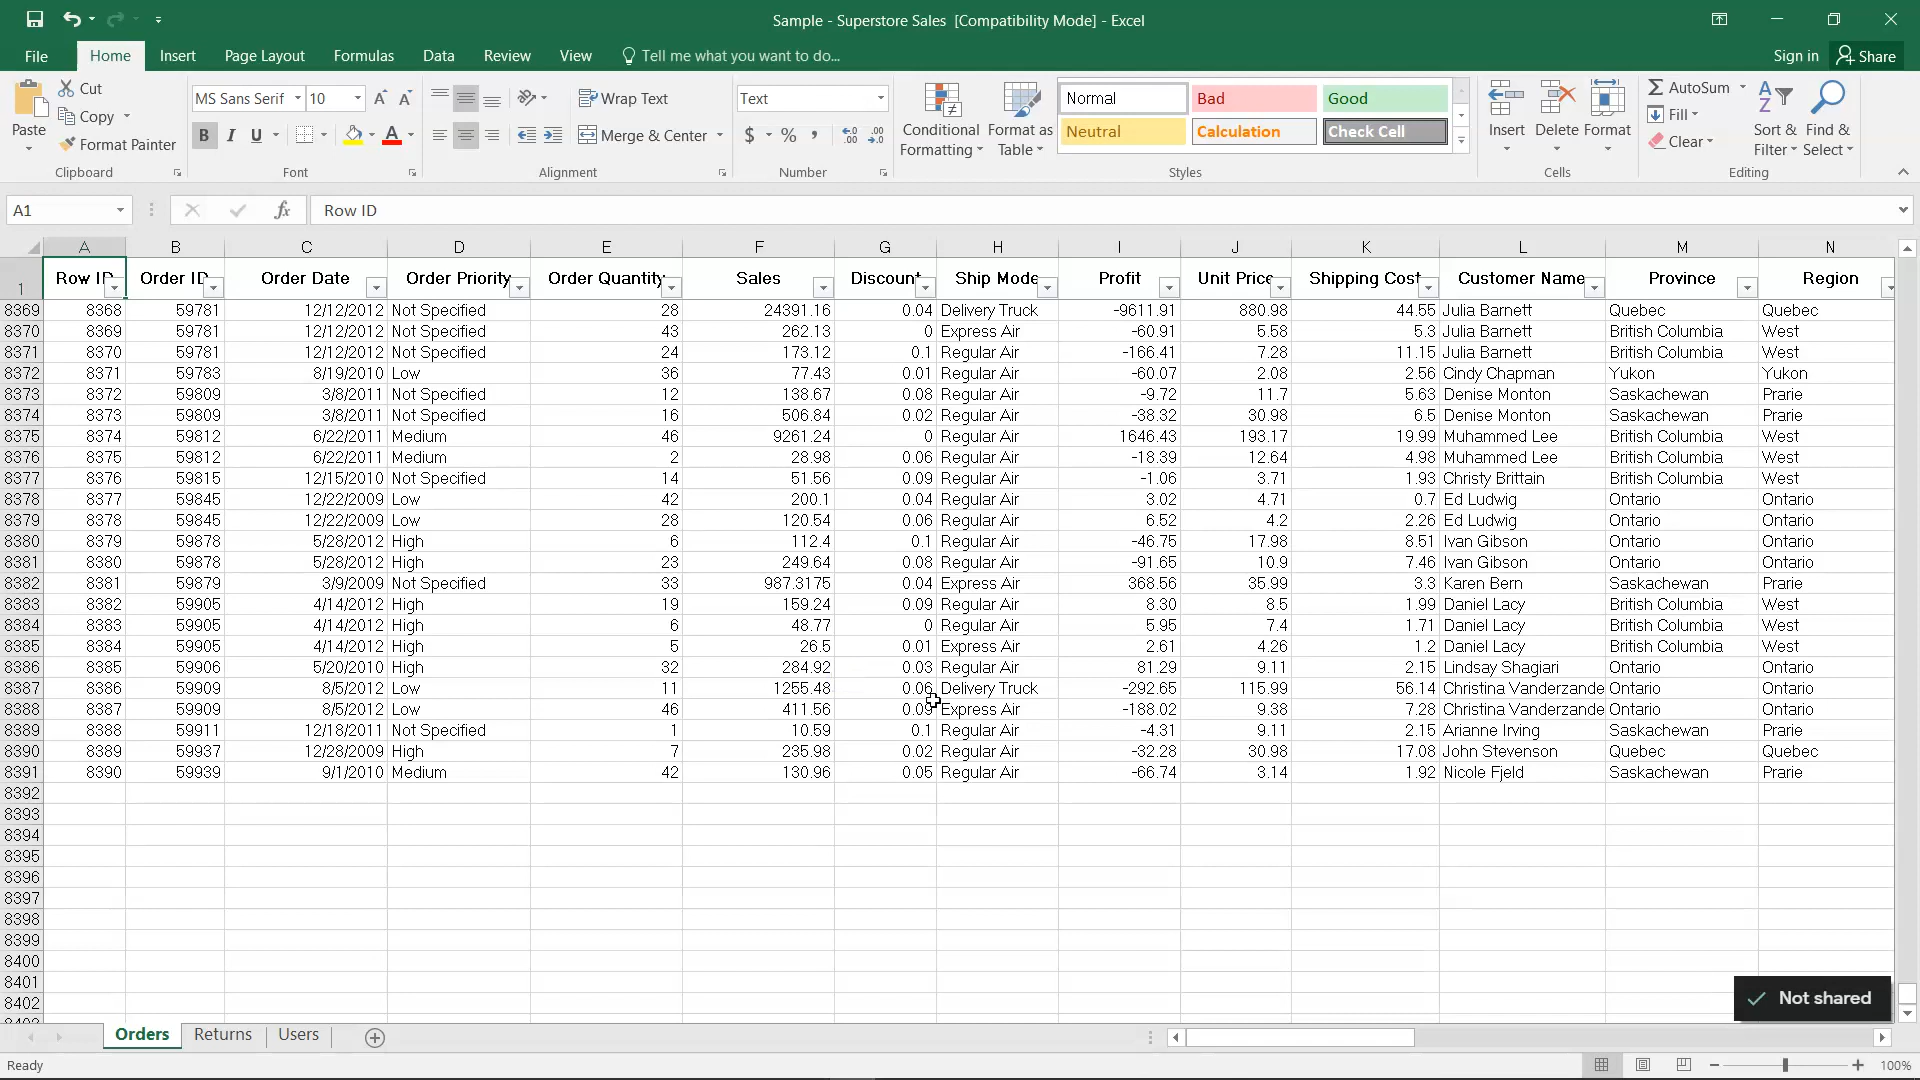 Sample - Superstore Sales  [Compatibility Mode] - Excel
File Home Insert Page Layout Formulas Data Review View Tell me what you want to do... Sign in Share
Paste Cut Copy Format Painter Clipboard
MS Sans Serif 10 B I U A Font
Wrap Text Merge & Center Alignment
Text $ % , Number
Conditional Formatting Format as Table
Normal Bad Good
Neutral Calculation Check Cell
Styles
Insert Delete Format Cells
AutoSum Fill Clear Sort & Filter Find & Select Editing
A1 fx Row ID
A B C D E F G H I J K L M N
1 Row ID Order ID Order Date Order Priority Order Quantity Sales Discount Ship Mode Profit Unit Price Shipping Cost Customer Name Province Region
8369 8368 59781 12/12/2012 Not Specified 28 24391.16 0.04 Delivery Truck -9611.91 880.98 44.55 Julia Barnett Quebec Quebec
8370 8369 59781 12/12/2012 Not Specified 43 262.13 0 Express Air -60.91 5.58 5.3 Julia Barnett British Columbia West
8371 8370 59781 12/12/2012 Not Specified 24 173.12 0.1 Regular Air -166.41 7.28 11.15 Julia Barnett British Columbia West
8372 8371 59783 8/19/2010 Low 36 77.43 0.01 Regular Air -60.07 2.08 2.56 Cindy Chapman Yukon Yukon
8373 8372 59809 3/8/2011 Not Specified 12 138.67 0.08 Regular Air -9.72 11.7 5.63 Denise Monton Saskachewan Prarie
8374 8373 59809 3/8/2011 Not Specified 16 506.84 0.02 Regular Air -38.32 30.98 6.5 Denise Monton Saskachewan Prarie
8375 8374 59812 6/22/2011 Medium 46 9261.24 0 Regular Air 1646.43 193.17 19.99 Muhammed Lee British Columbia West
8376 8375 59812 6/22/2011 Medium 2 28.98 0.06 Regular Air -18.39 12.64 4.98 Muhammed Lee British Columbia West
8377 8376 59815 12/15/2010 Not Specified 14 51.56 0.09 Regular Air -1.06 3.71 1.93 Christy Brittain British Columbia West
8378 8377 59845 12/22/2009 Low 42 200.1 0.04 Regular Air 3.02 4.71 0.7 Ed Ludwig Ontario Ontario
8379 8378 59845 12/22/2009 Low 28 120.54 0.06 Regular Air 6.52 4.2 2.26 Ed Ludwig Ontario Ontario
8380 8379 59878 5/28/2012 High 6 112.4 0.1 Regular Air -46.75 17.98 8.51 Ivan Gibson Ontario Ontario
8381 8380 59878 5/28/2012 High 23 249.64 0.08 Regular Air -91.65 10.9 7.46 Ivan Gibson Ontario Ontario
8382 8381 59879 3/9/2009 Not Specified 33 987.3175 0.04 Express Air 368.56 35.99 3.3 Karen Bern Saskachewan Prarie
8383 8382 59905 4/14/2012 High 19 159.24 0.09 Regular Air 8.30 8.5 1.99 Daniel Lacy British Columbia West
8384 8383 59905 4/14/2012 High 6 48.77 0 Regular Air 5.95 7.4 1.71 Daniel Lacy British Columbia West
8385 8384 59905 4/14/2012 High 5 26.5 0.01 Express Air 2.61 4.26 1.2 Daniel Lacy British Columbia West
8386 8385 59906 5/20/2010 High 32 284.92 0.03 Regular Air 81.29 9.11 2.15 Lindsay Shagiari Ontario Ontario
8387 8386 59909 8/5/2012 Low 11 1255.48 0.06 Delivery Truck -292.65 115.99 56.14 Christina Vanderzande Ontario Ontario
8388 8387 59909 8/5/2012 Low 46 411.56 0.09 Express Air -188.02 9.38 7.28 Christina Vanderzande Ontario Ontario
8389 8388 59911 12/18/2011 Not Specified 1 10.59 0.1 Regular Air -4.31 9.11 2.15 Arianne Irving Saskachewan Prarie
8390 8389 59937 12/28/2009 High 7 235.98 0.02 Regular Air -32.28 30.98 17.08 John Stevenson Quebec Quebec
8391 8390 59939 9/1/2010 Medium 42 130.96 0.05 Regular Air -66.74 3.14 1.92 Nicole Fjeld Saskachewan Prarie
8392
8393
8394
8395
8396
8397
8398
8399
8400
8401
8402
Not shared
Orders Returns Users
Ready 100%